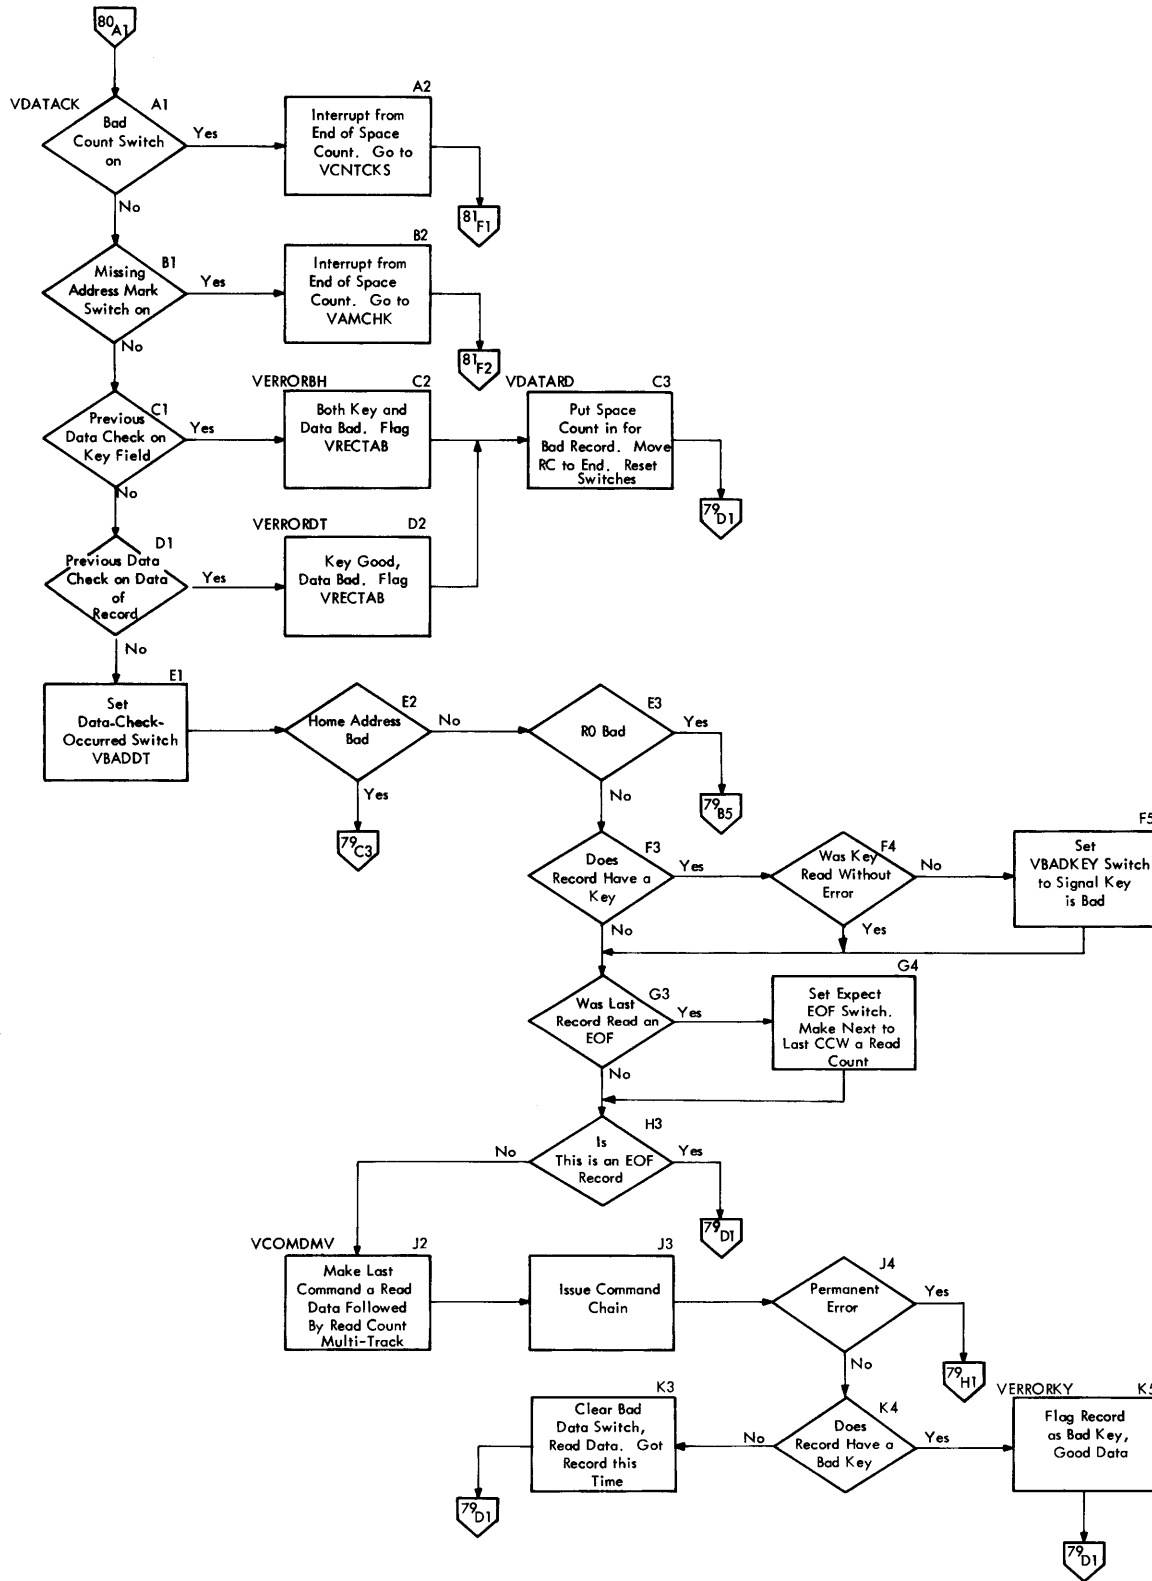 80 A1
VDATACK
A1
Bad
Count Switch
on
Yes
No
A2
Interrupt from
End of Space
Count. Go to
VCNTCKS
81 F1
B1
Missing
Address Mark
Switch on
Yes
No
B2
Interrupt from
End of Space
Count. Go to
VAMCHK
81 F2
C1
Previous
Data Check on
Key Field
Yes
No
VERRORBH
C2
Both Key and
Data Bad. Flag
VRECTAB
VDATARD
C3
Put Space
Count in for
Bad Record. Move
RC to End. Reset
Switches
79 D1
D1
Previous Data
Check on Data
of
Record
Yes
No
VERRORDT
D2
Key Good,
Data Bad. Flag
VRECTAB
E1
Set
Data-Check-
Occurred Switch
VBADDT
E2
Home Address
Bad
No
Yes
79 C3
E3
R0 Bad
Yes
No
79 B5
F3
Does
Record Have a
Key
Yes
No
F4
Was Key
Read Without
Error
No
Yes
F5
Set
VBADKEY Switch
to Signal Key
is Bad
G3
Was Last
Record Read an
EOF
Yes
No
G4
Set Expect
EOF Switch.
Make Next to
Last CCW a Read
Count
H3
Is
This is an EOF
Record
No
Yes
79 D1
VCOMDMV
J2
Make Last
Command a Read
Data Followed
By Read Count
Multi-Track
J3
Issue Command
Chain
J4
Permanent
Error
Yes
No
79 H1
K3
Clear Bad
Data Switch,
Read Data. Got
Record this
Time
79 D1
K4
Does
Record Have a
Bad Key
No
Yes
VERRORKY
K5
Flag Record
as Bad Key,
Good Data
79 D1